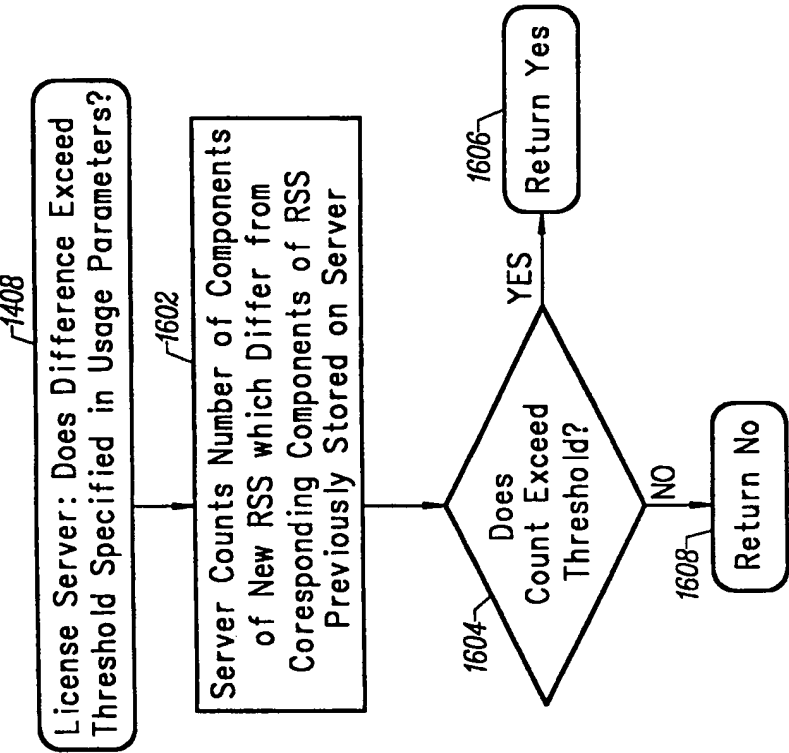 1408
License Server: Does Difference Exceed
Threshold Specified in Usage Parameters?
1602
Server Counts Number of Components
of New RSS which Differ from
Coresponding Components of RSS
Previously Stored on Server
1604
Does
Count Exceed
Threshold?
YES
1606
Return Yes
NO
1608
Return No